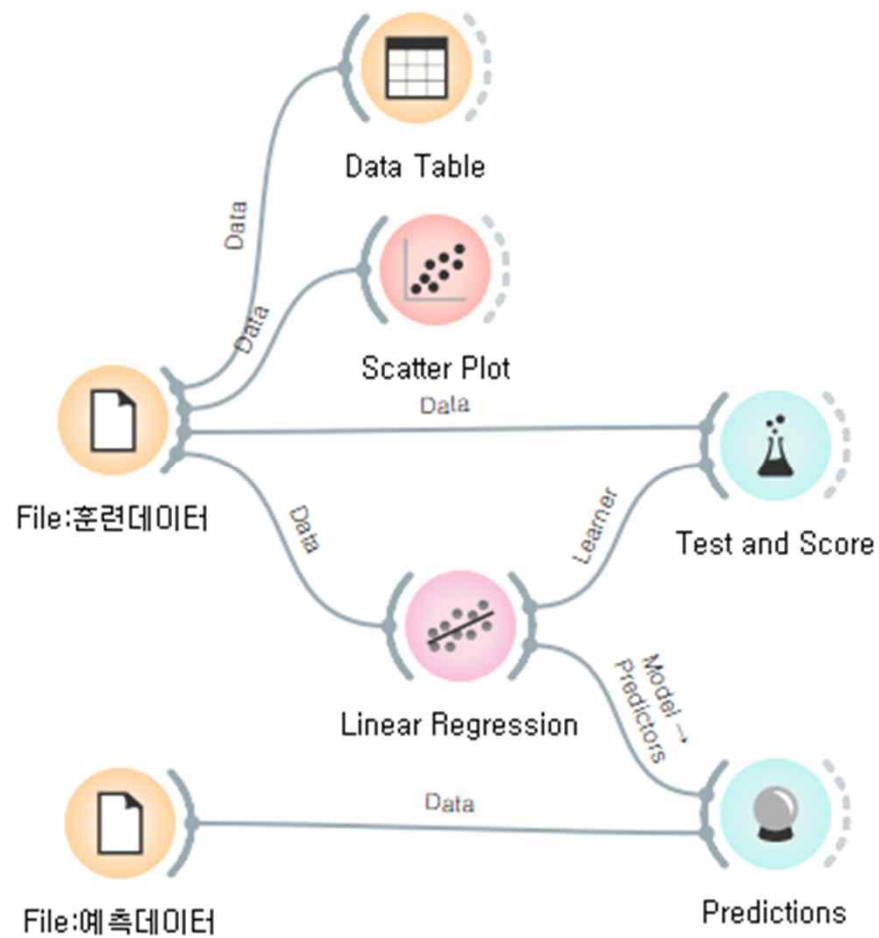 Data Table
Data
Data
Scatter Plot
Data
File:훈련데이터
Data
Learner
Test and Score
Linear Regression
Model →
Predictors
Data
File:예측데이터
Predictions